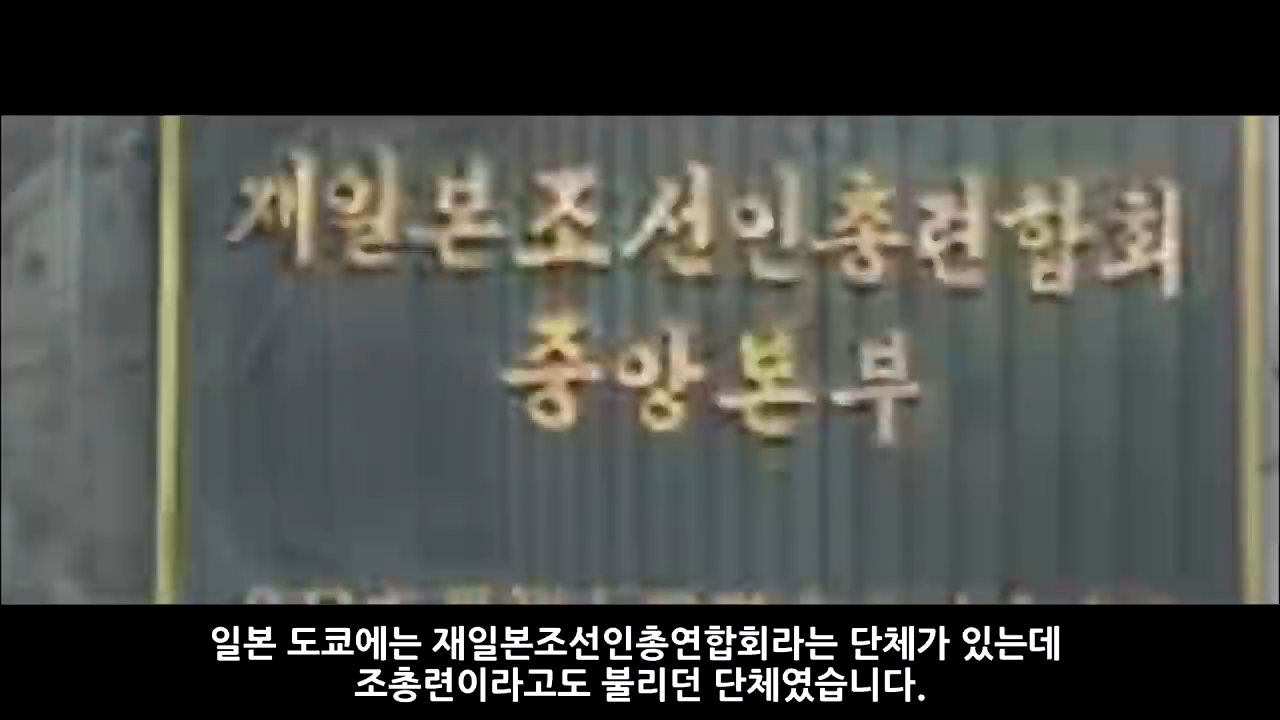 재일본조선인총련합회
중앙본부
일본 도쿄에는 재일본조선인총연합회라는 단체가 있는데
조총련이라고도 불리던 단체였습니다.